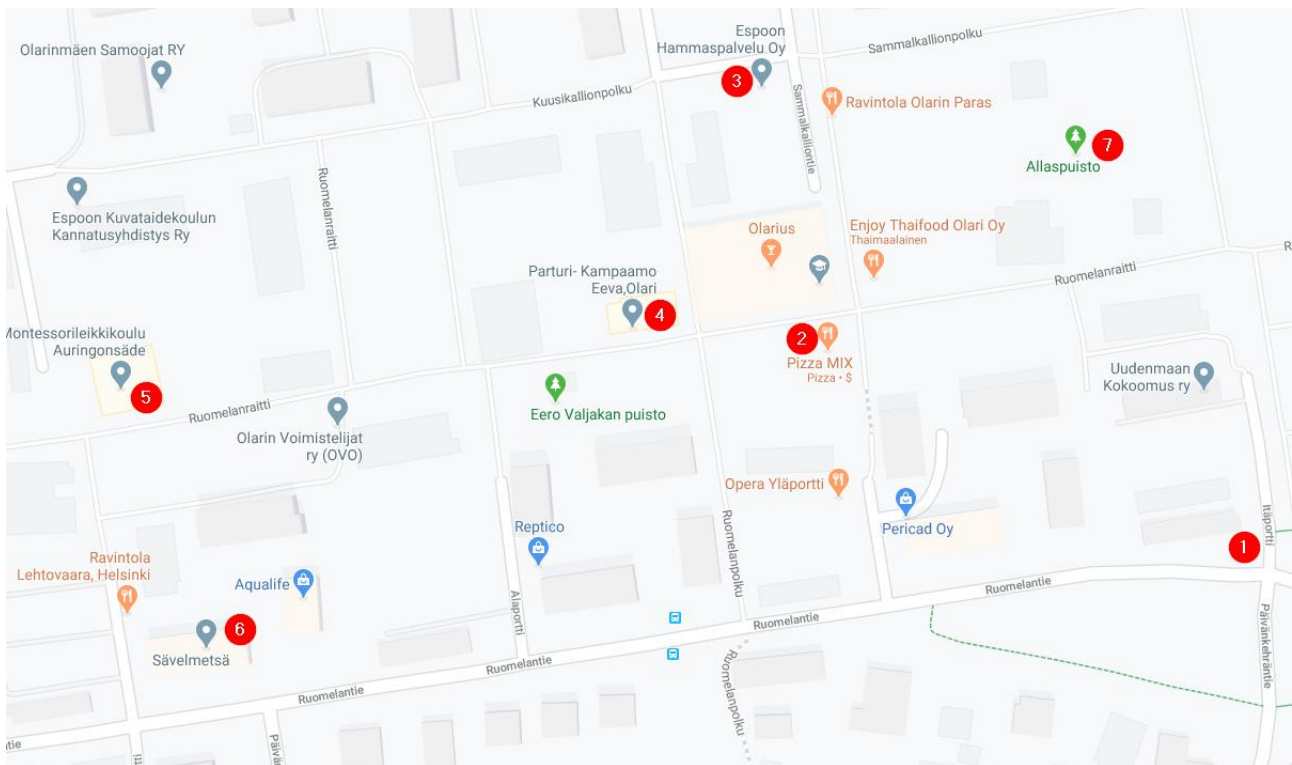 Olarinmäen Samoojat RY
Espoon
Hammaspalvelu Oy
3
Sammalkallionpolku
Kuusikallionpolku
Sammalkalliontie
Ravintola Olarin Paras
7
Allaspuisto
Ruomelanraitti
Espoon Kuvataidekoulun
Kannatusyhdistys Ry
Olarius
Enjoy Thaifood Olari Oy
Thaimaalainen
Ruomelanraitti
R
Parturi- Kampaamo
Eeva,Olari
4
Montessorileikkikoulu
Auringonsäde
5
2
Pizza MIX
Pizza • $
Uudenmaan
Kokoomus ry
Ruomelanraitti
Eero Valjakan puisto
Olarin Voimistelijat
ry (OVO)
Opera Yläportti
Pericad Oy
Reptico
Ruomelanpolku
Itäportti
1
Ravintola
Lehtovaara, Helsinki
Aqualife
Alaportti
Ruomelantie
Päivänkehräntie
6
Sävelmetsä
Ruomelantie
Ruomelantie
Ruomelanpolku
Ruomelantie
tie
Päiv
tti